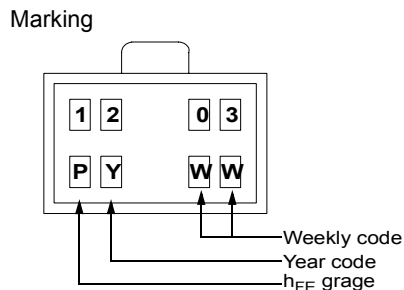 Marking
1 2 0 3
P Y W W
Weekly code
Year code
hFE grage